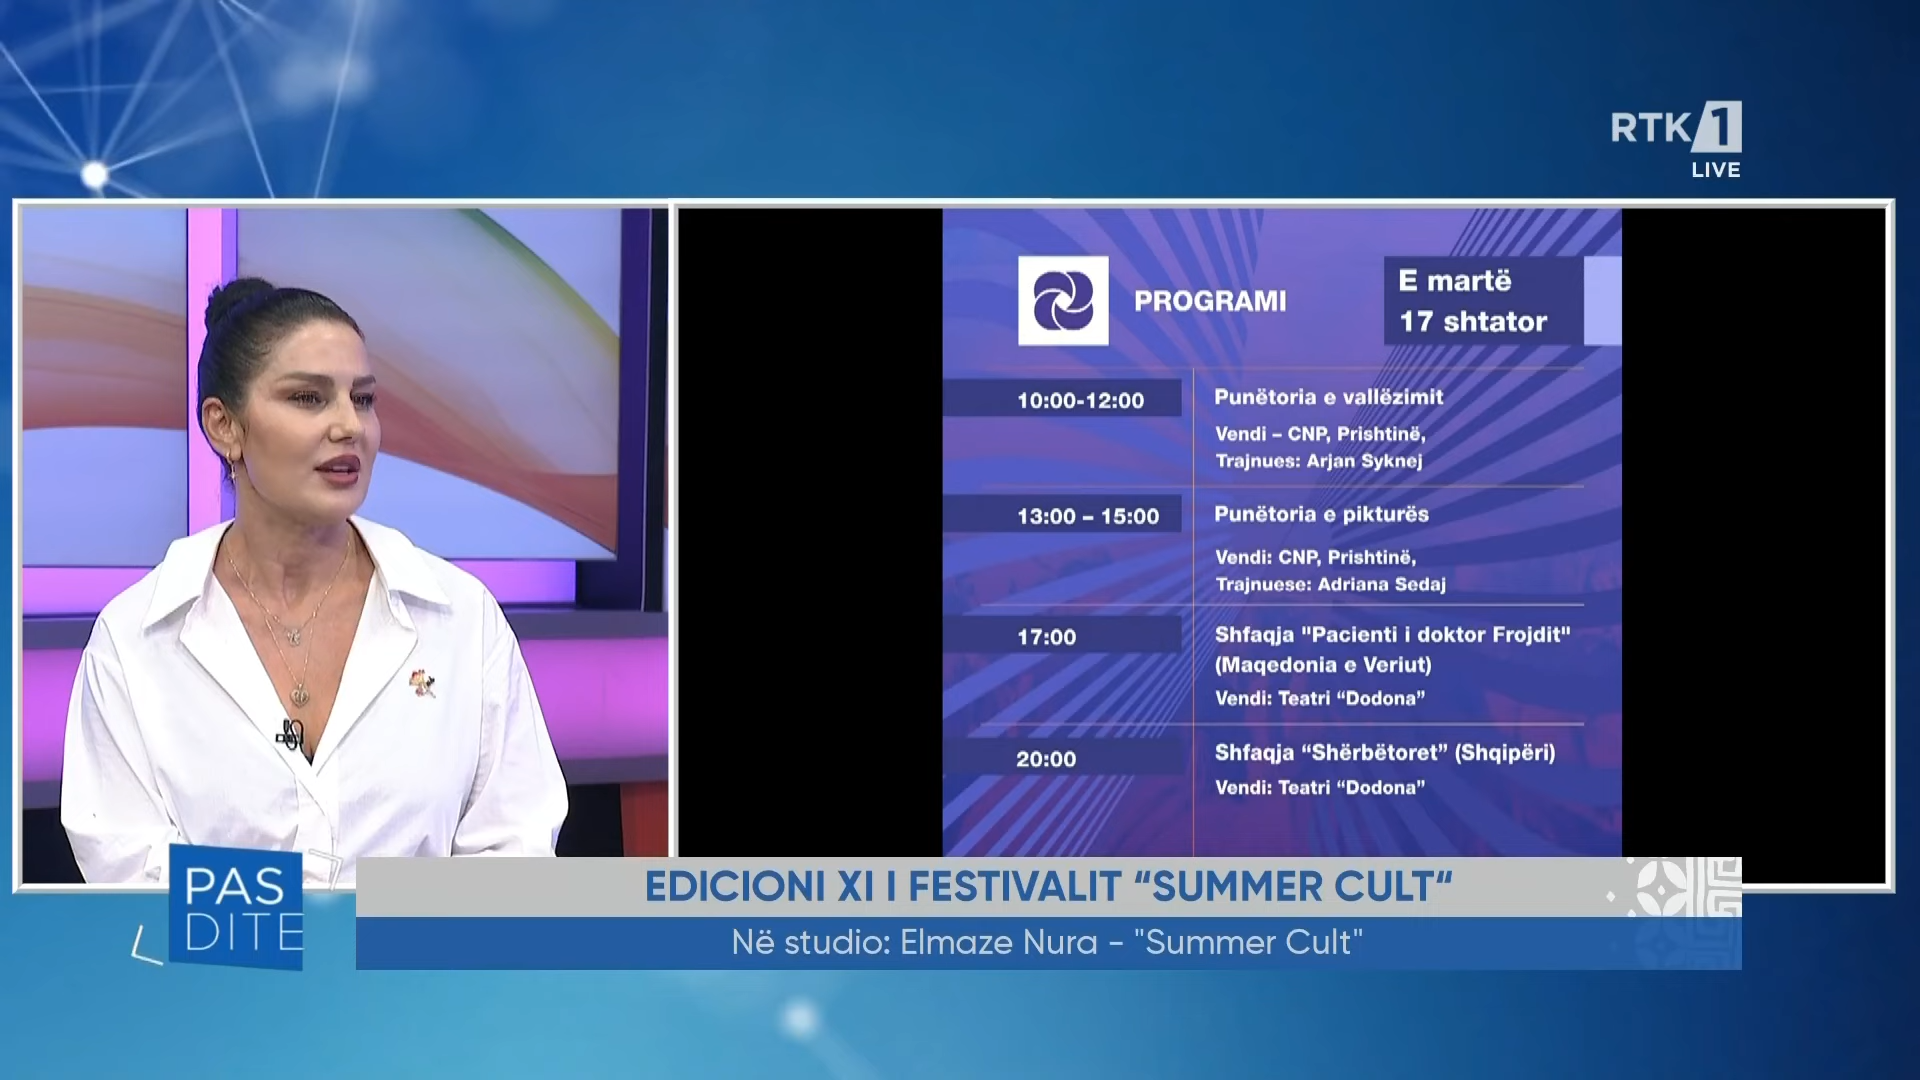 RTK 1
LIVE
PROGRAMI
E martë
17 shtator
10:00-12:00
Punëtoria e vallëzimit
Vendi – CNP, Prishtinë,
Trajnues: Arjan Syknej
13:00 – 15:00
Punëtoria e pikturës
Vendi: CNP, Prishtinë,
Trajnuese: Adriana Sedaj
17:00
Shfaqja "Pacienti i doktor Frojdit"
(Maqedonia e Veriut)
Vendi: Teatri “Dodona”
20:00
Shfaqja “Shërbëtoret” (Shqipëri)
Vendi: Teatri “Dodona”
PAS
DITE
EDICIONI XI I FESTIVALIT “SUMMER CULT“
Në studio: Elmaze Nura - "Summer Cult"